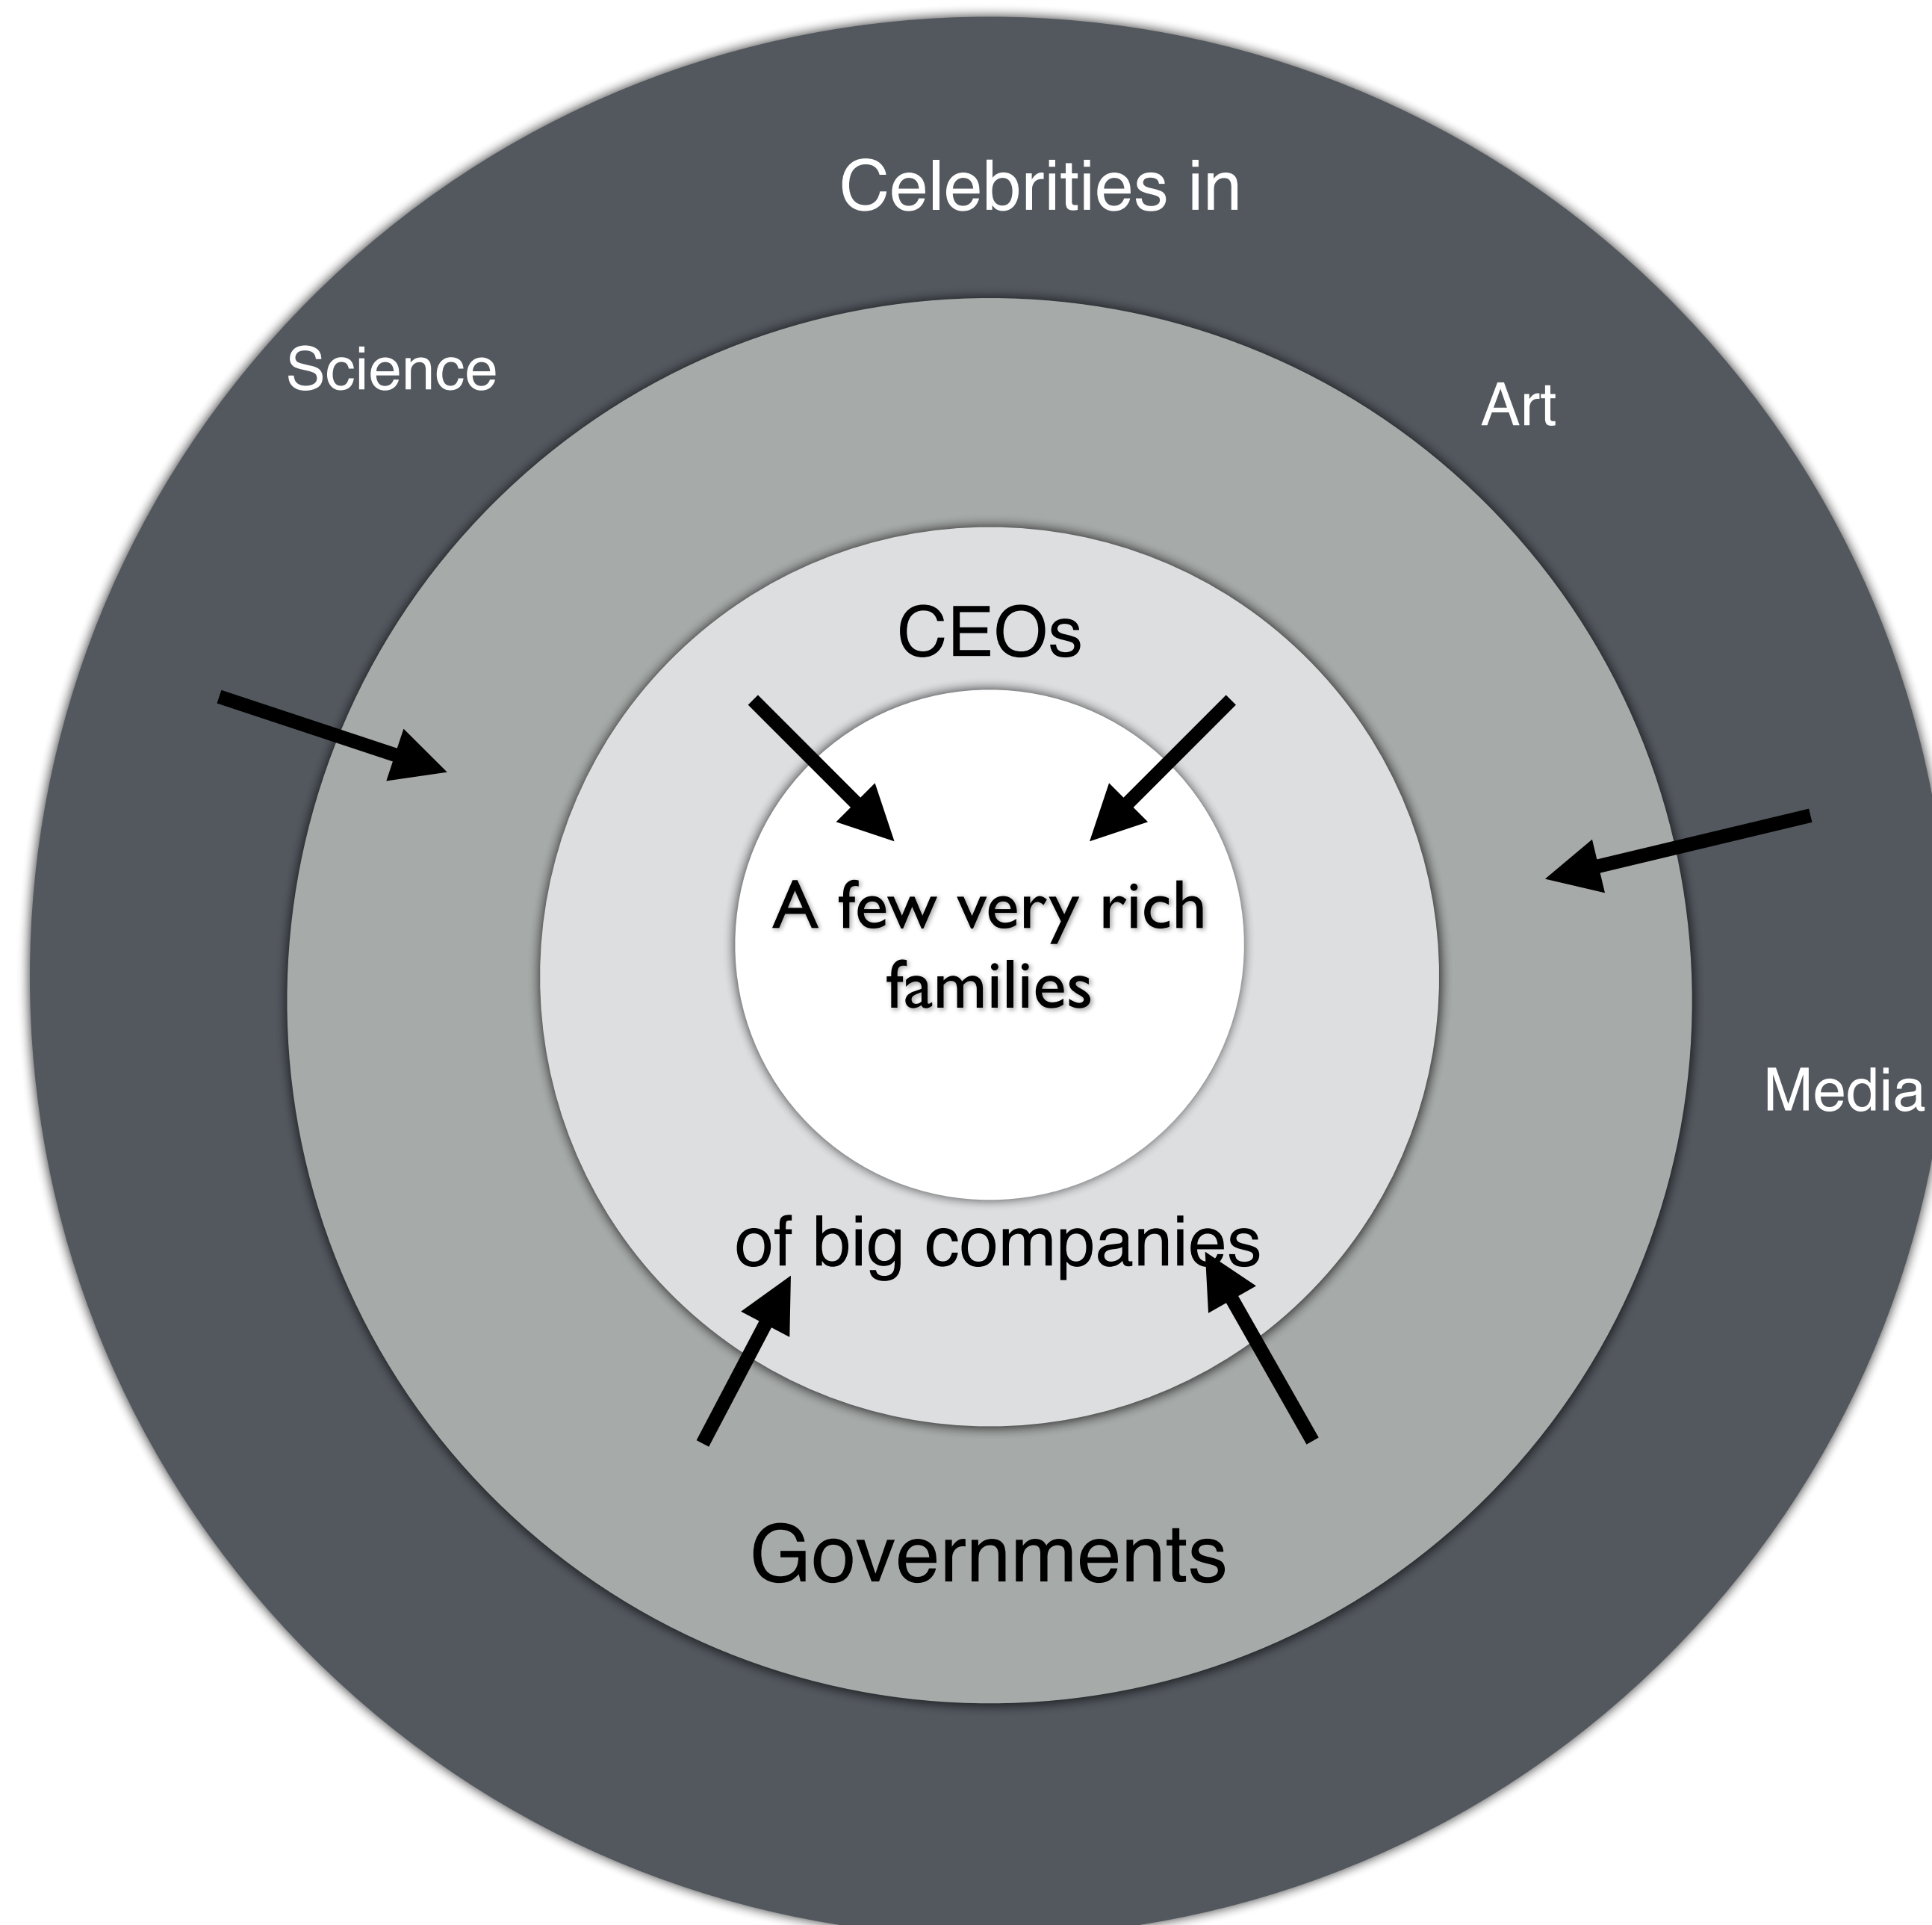 Celebrities in
Science
Art
CEOs
A few very rich
families
Media
of big companies
Governments